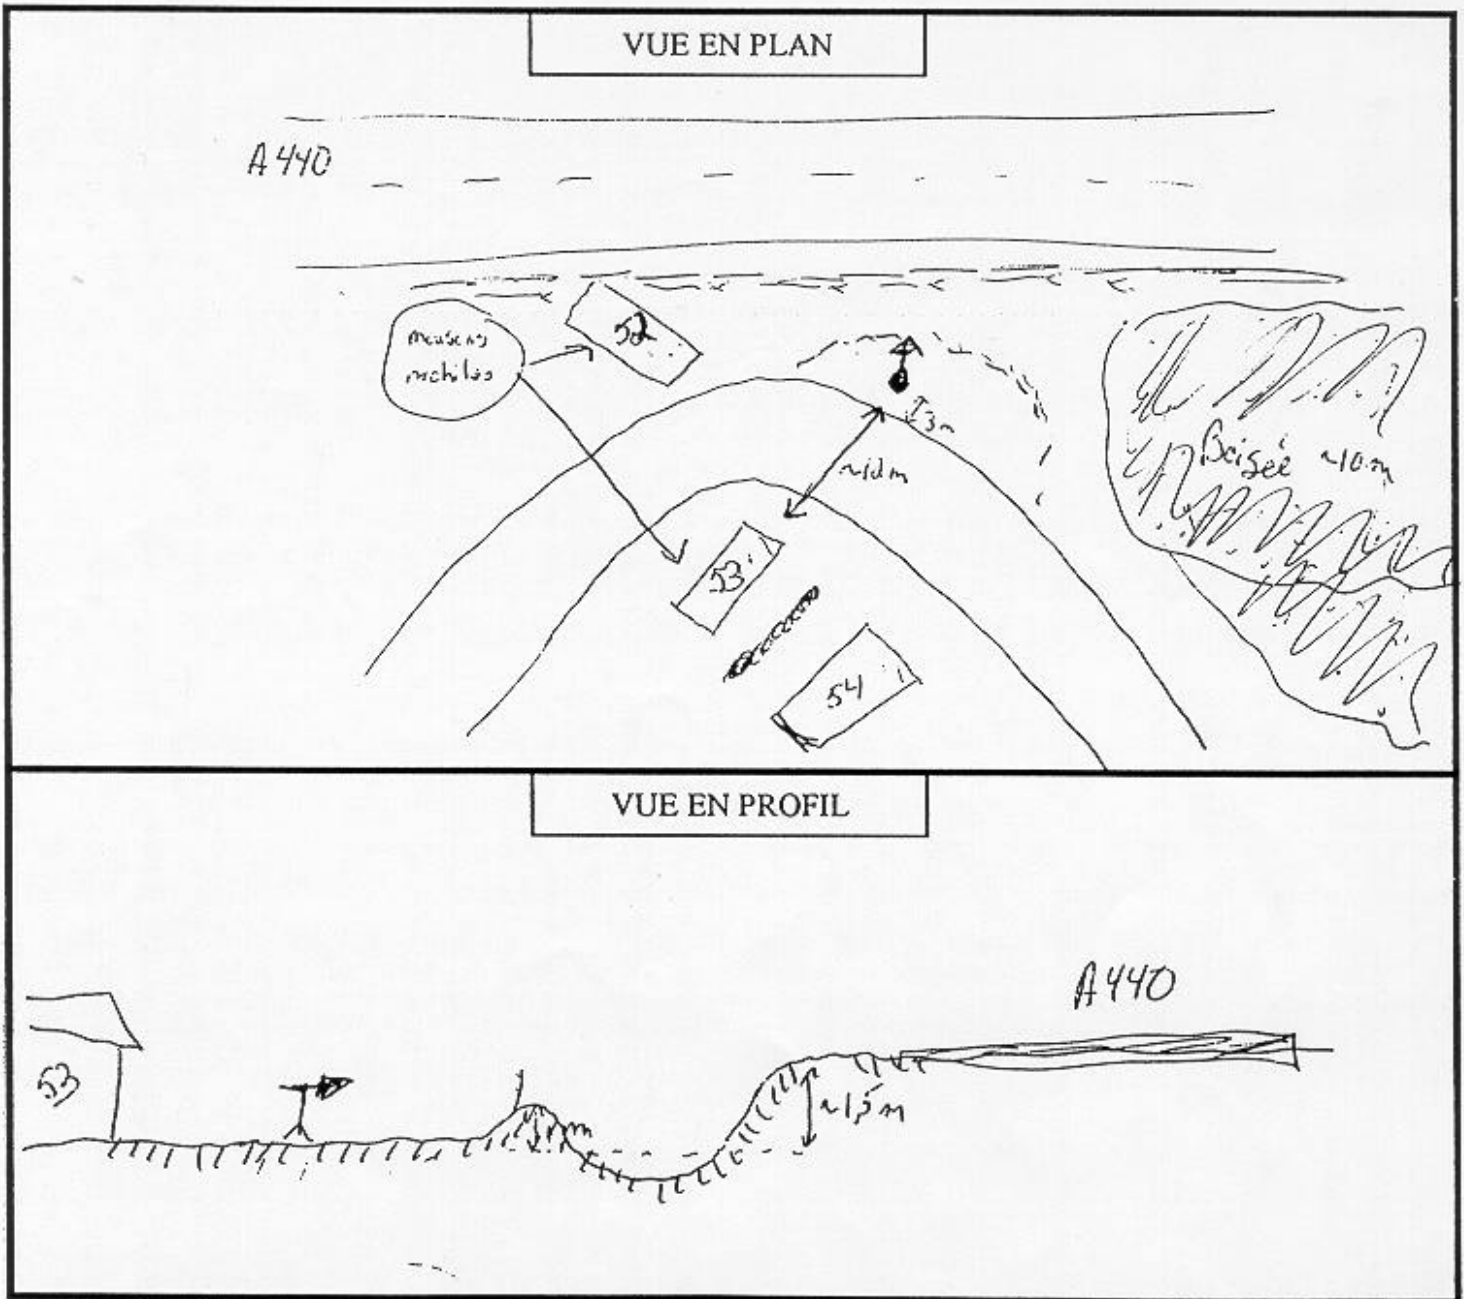 VUE EN PLAN
A440
52
maisons
mobiles
3m
~10m
Boisée ~10m
53
54
VUE EN PROFIL
A440
53
~1,5m
m